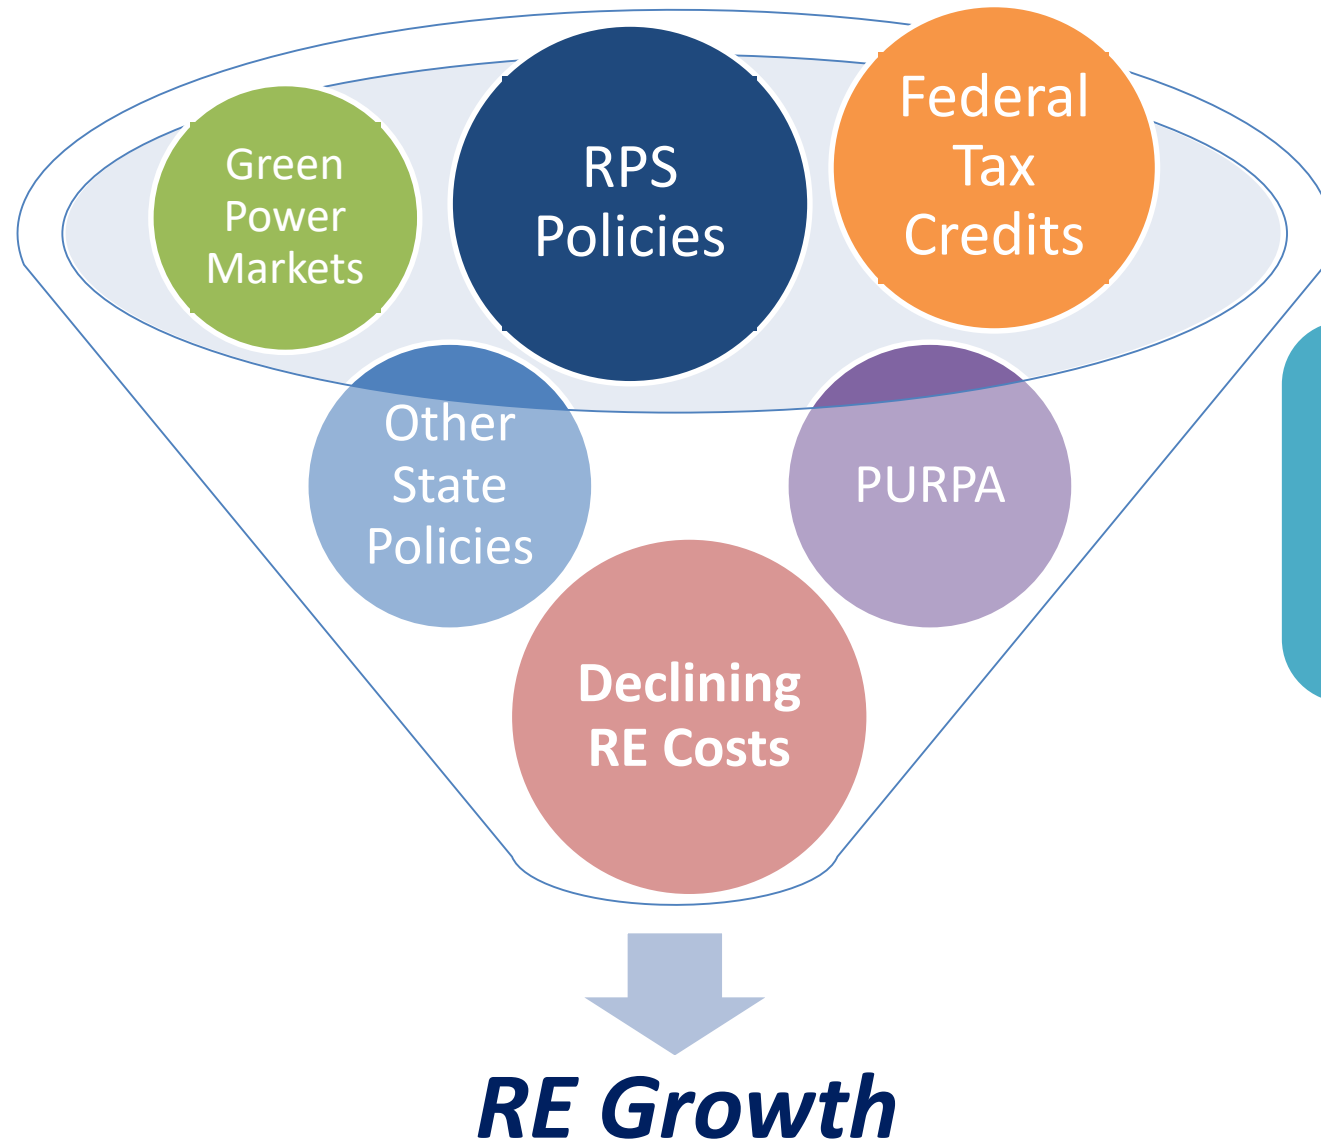 Green
Power
Markets
RPS
Policies
Federal
Tax
Credits
Other
State
Policies
PURPA
Declining
RE Costs
RE Growth